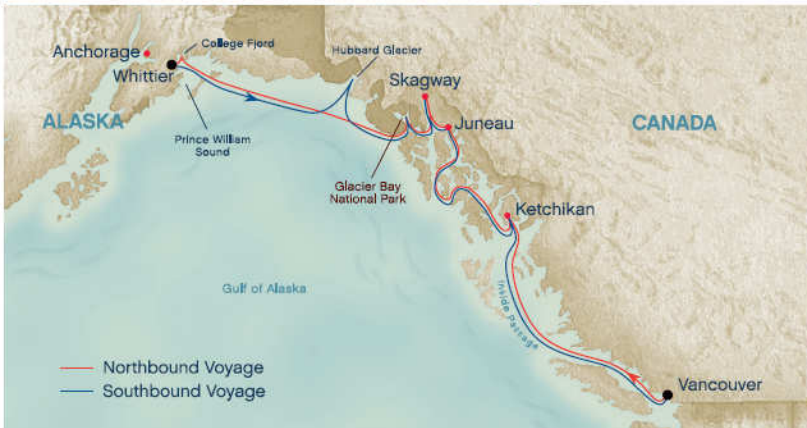 College Fjord
Anchorage
Hubbard Glacier
Whittier
Skagway
ALASKA
Juneau
CANADA
Prince William
Sound
Glacier Bay
National Park
Ketchikan
Gulf of Alaska
Inside Passage
Northbound Voyage
Southbound Voyage
Vancouver